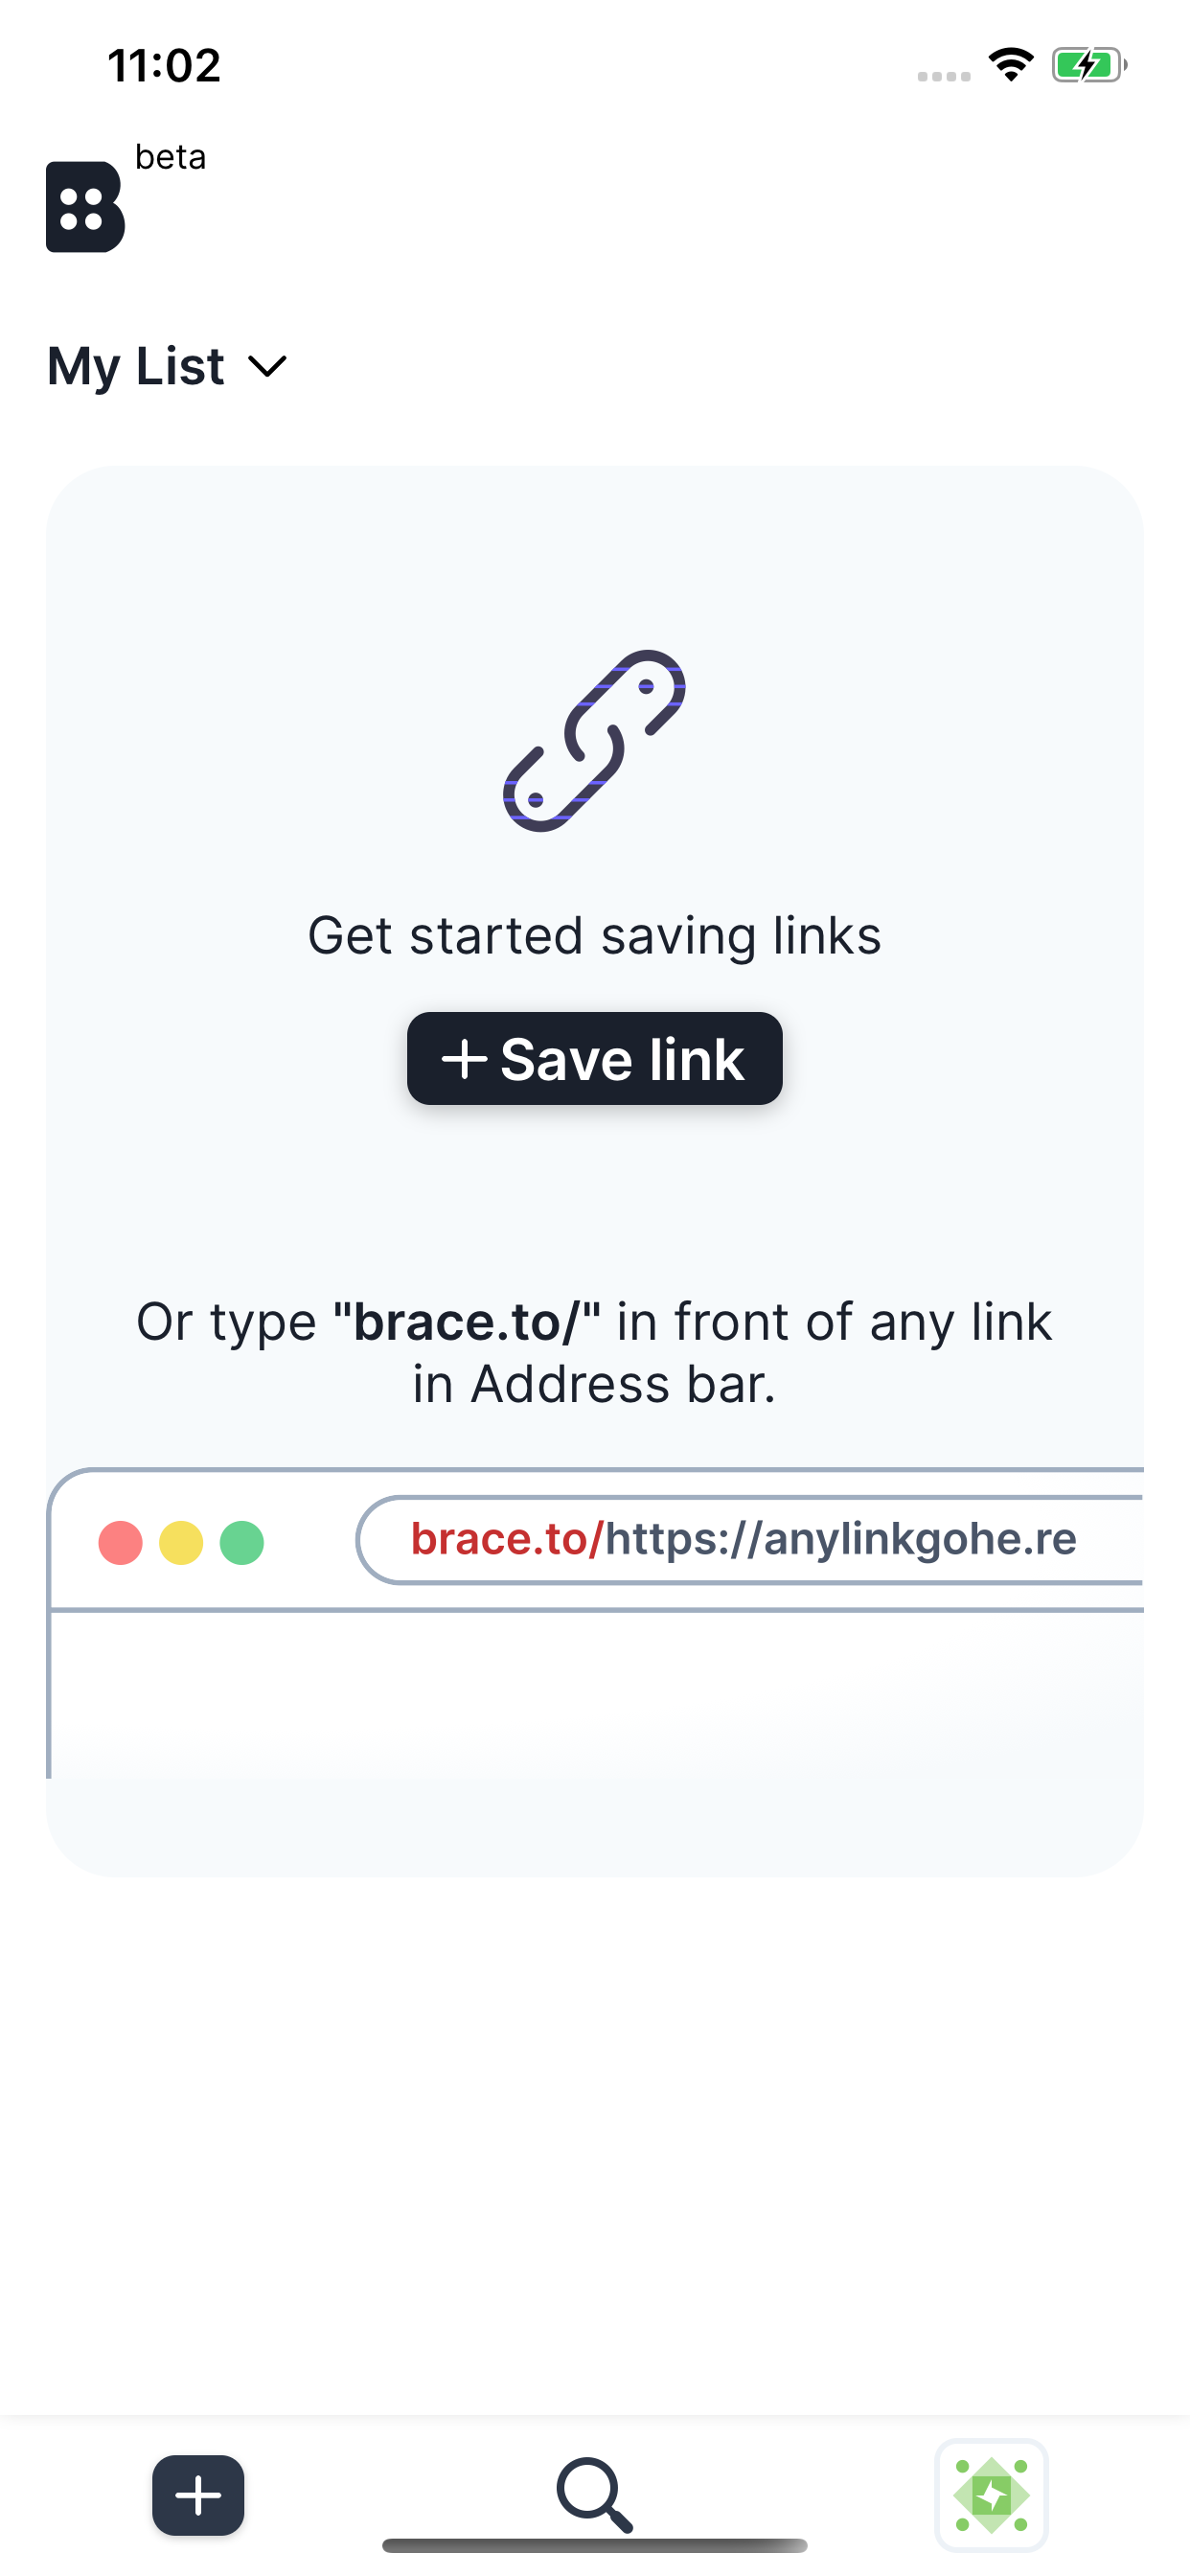 11:02
beta
My List
Get started saving links
Save link
Or type "brace.to/" in front of any link
in Address bar.
brace.to/https://anylinkgohe.re